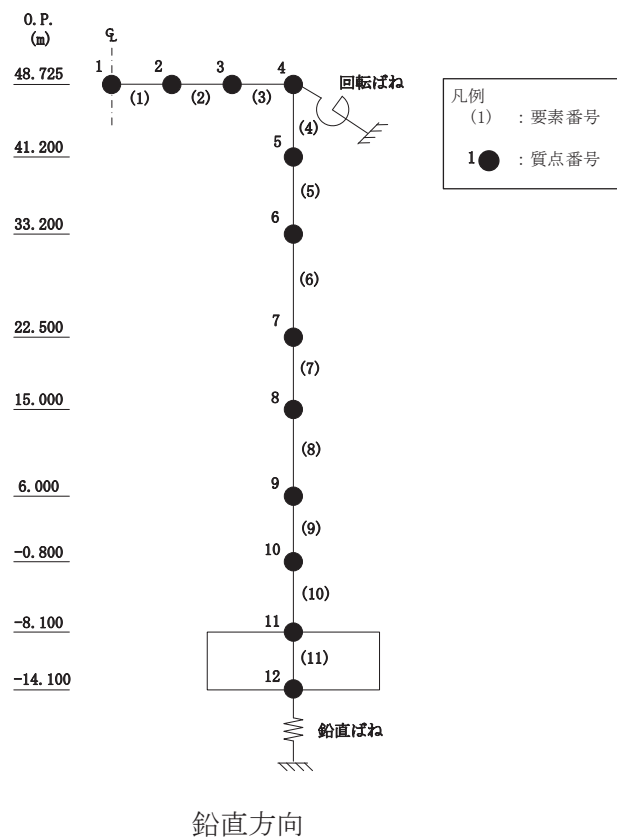 O.P.
(m)
℄
1 2 3 4
48.725
(1) (2) (3)
回転ばね
(4)
凡例
(1) ：要素番号
1 ：質点番号
5
41.200
(5)
6
33.200
(6)
7
22.500
(7)
8
15.000
(8)
9
6.000
(9)
10
-0.800
(10)
11
-8.100
(11)
12
-14.100
鉛直ばね
鉛直方向